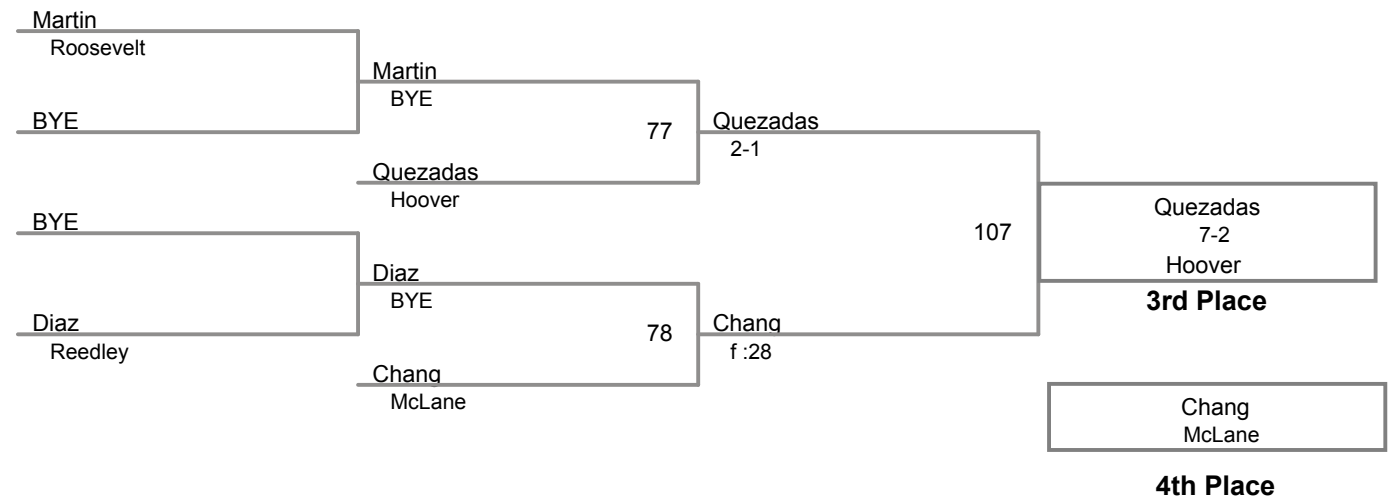 Martin
Roosevelt
BYE
Martin
BYE
77
Quezadas
Hoover
Quezadas
2-1
BYE
Diaz
Reedley
Diaz
BYE
78
Chang
McLane
Chang
f :28
107
Quezadas
7-2
Hoover
3rd Place
Chang
McLane
4th Place